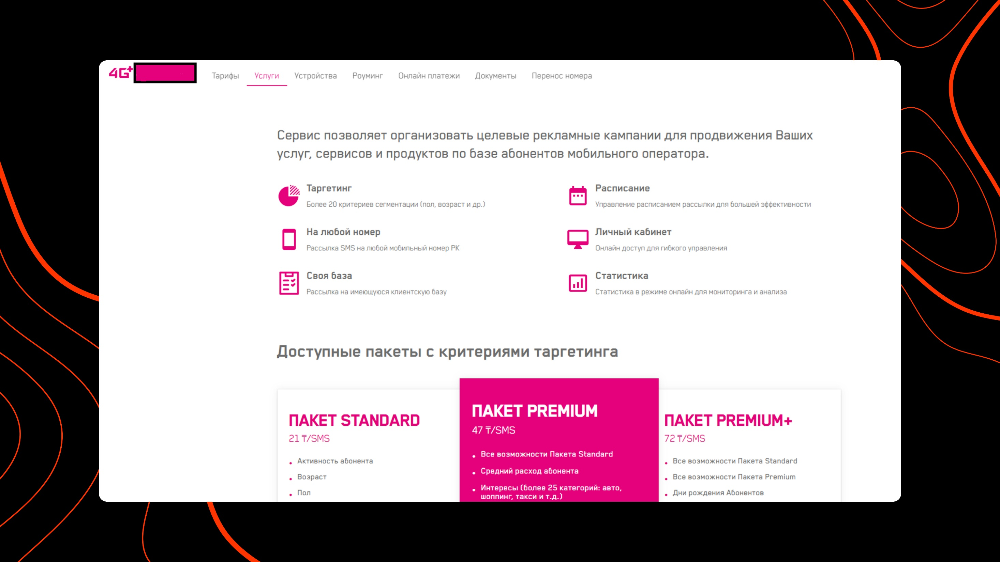 4G+
Тарифы Услуги Устройства Роуминг Онлайн платежи Документы Перенос номера
Сервис позволяет организовать целевые рекламные кампании для продвижения Ваших
услуг, сервисов и продуктов по базе абонентов мобильного оператора.
Таргетинг
Более 20 критериев сегментации (пол, возраст и др.)
Расписание
Управление расписанием рассылки для большей эффективности
На любой номер
Рассылка SMS на любой мобильный номер РК
Личный кабинет
Онлайн доступ для гибкого управления
Своя база
Рассылка на имеющуюся клиентскую базу
Статистика
Статистика в режиме онлайн для мониторинга и анализа
Доступные пакеты с критериями таргетинга
ПАКЕТ STANDARD
21 ₸/SMS
Активность абонента
Возраст
Пол
ПАКЕТ PREMIUM
47 ₸/SMS
Все возможности Пакета Standard
Средний расход абонента
Интересы (более 25 категорий: авто,
шоппинг, такси и т.д.)
ПАКЕТ PREMIUM+
72 ₸/SMS
Все возможности Пакета Standard
Все возможности Пакета Premium
Дни рождения Абонентов